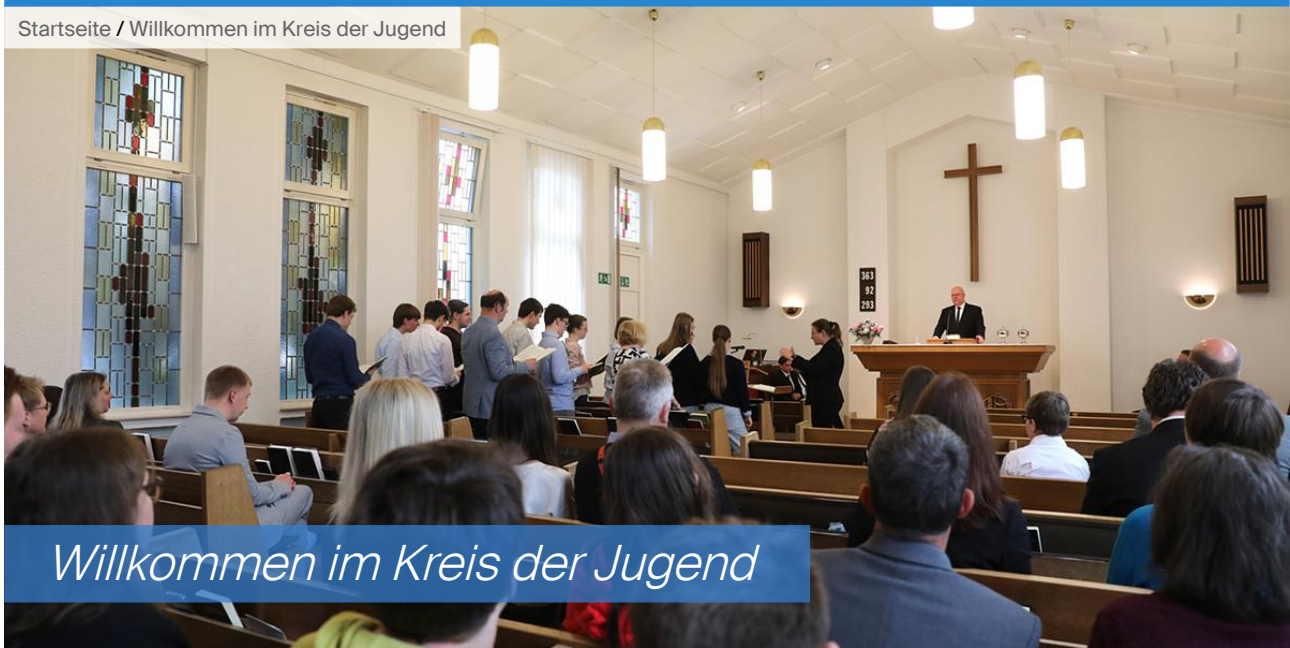 Startseite / Willkommen im Kreis der Jugend
363
92
293
Willkommen im Kreis der Jugend